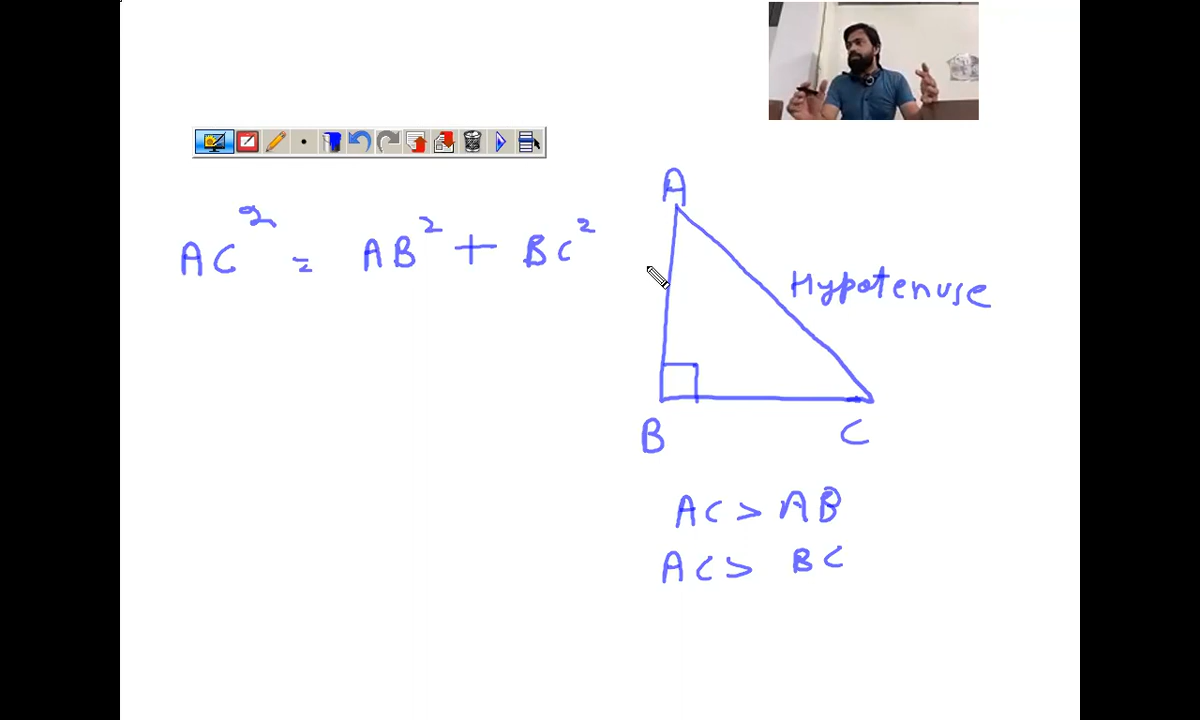 A
AC² = AB² + BC²
Hypotenuse
B
C
AC > AB
AC > BC